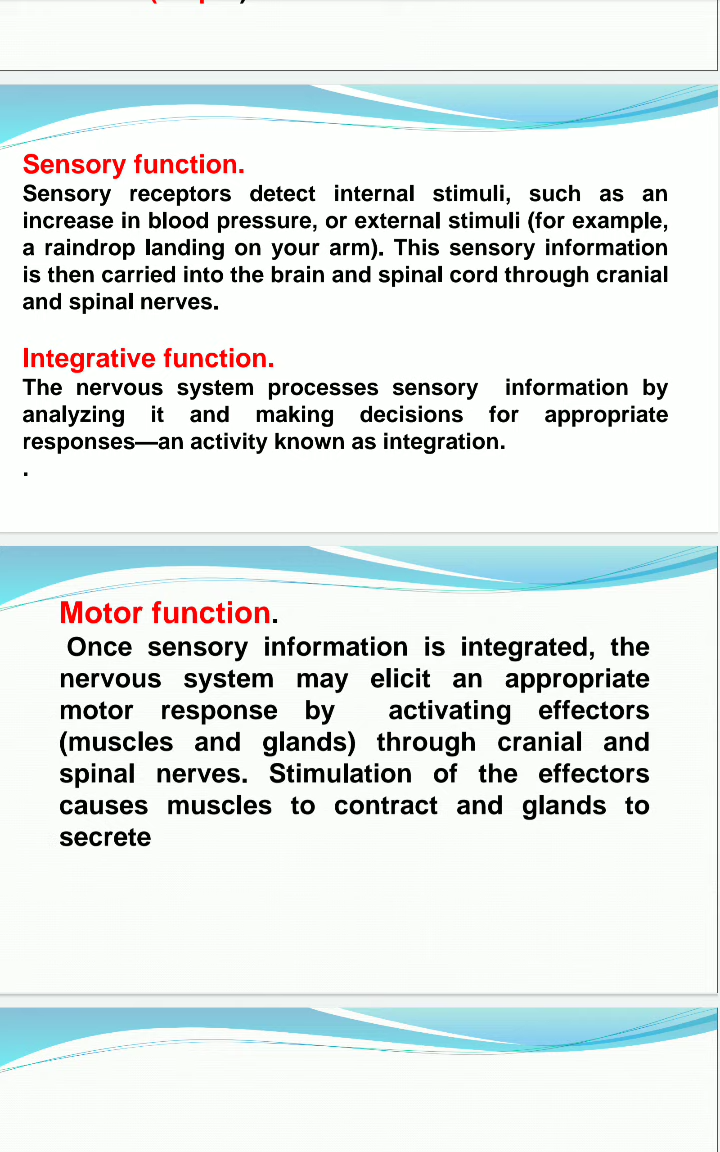 Sensory function.
Sensory receptors detect internal stimuli, such as an
increase in blood pressure, or external stimuli (for example,
a raindrop landing on your arm). This sensory information
is then carried into the brain and spinal cord through cranial
and spinal nerves.
Integrative function.
The nervous system processes sensory information by
analyzing it and making decisions for appropriate
responses—an activity known as integration.
.
Motor function.
Once sensory information is integrated, the
nervous system may elicit an appropriate
motor response by activating effectors
(muscles and glands) through cranial and
spinal nerves. Stimulation of the effectors
causes muscles to contract and glands to
secrete